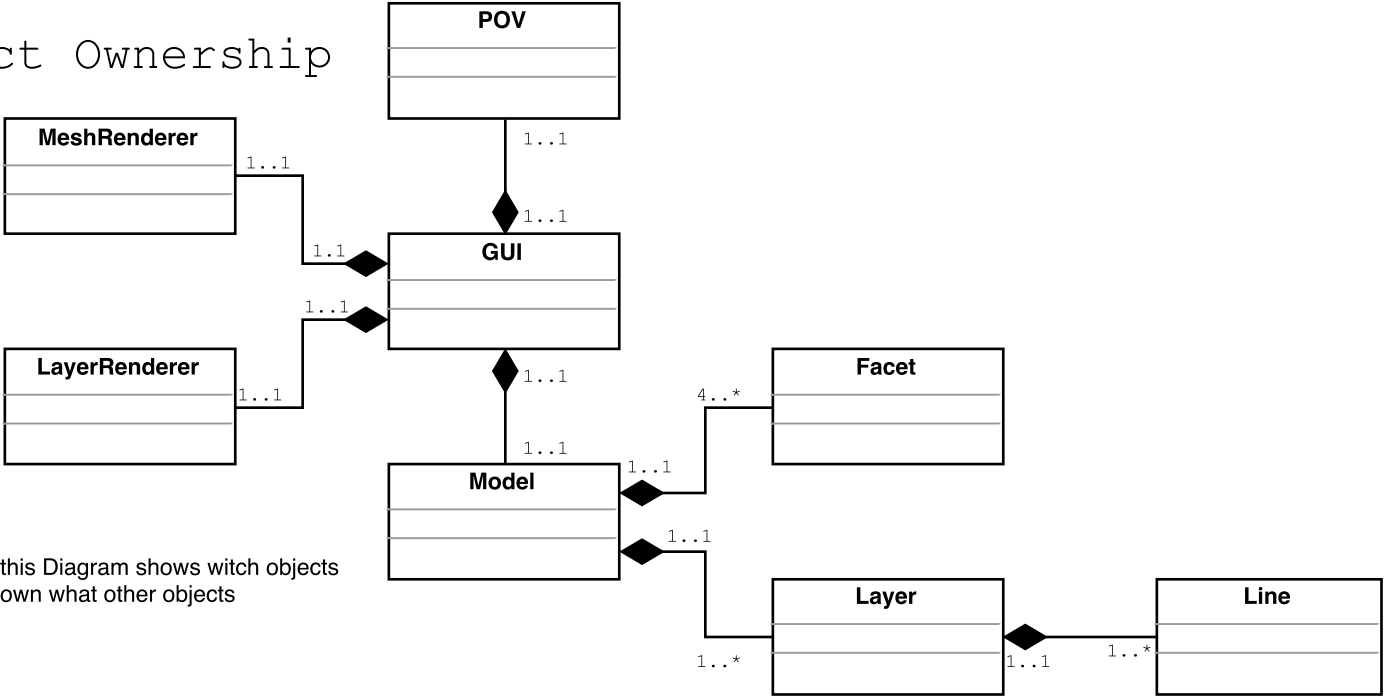 POV
ct Ownership
MeshRenderer
1..1
1..1
1..1
1.1
GUI
1..1
LayerRenderer
1..1
1..1
1..1
Model
1..1
4..*
Facet
1..1
this Diagram shows witch objects
own what other objects
1..*
Layer
1..1
1..*
Line